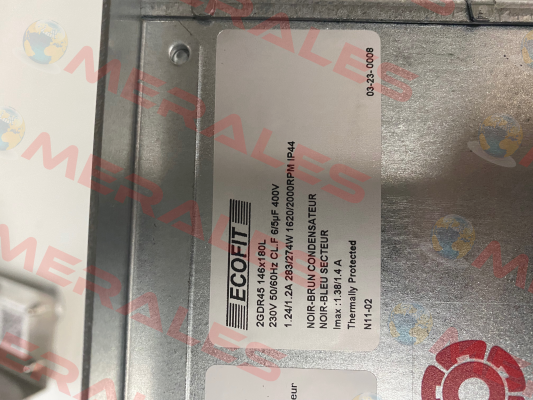 MERALES
ECOFIT
2GDR45 146x180L
230V 50/60Hz CL.F 6/5µF 400V
1.24/1.2A 283/274W 1620/2000RPM IP44
NOIR-BRUN CONDENSATEUR
NOIR-BLEU SECTEUR
Imax :1.38/1.4 A
Thermally Protected
N11-02
03-23-0008
eur